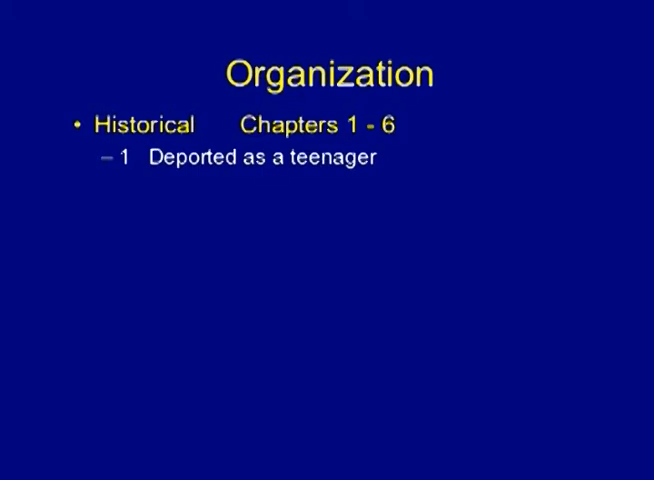 Organization
• Historical Chapters 1 - 6
– 1 Deported as a teenager